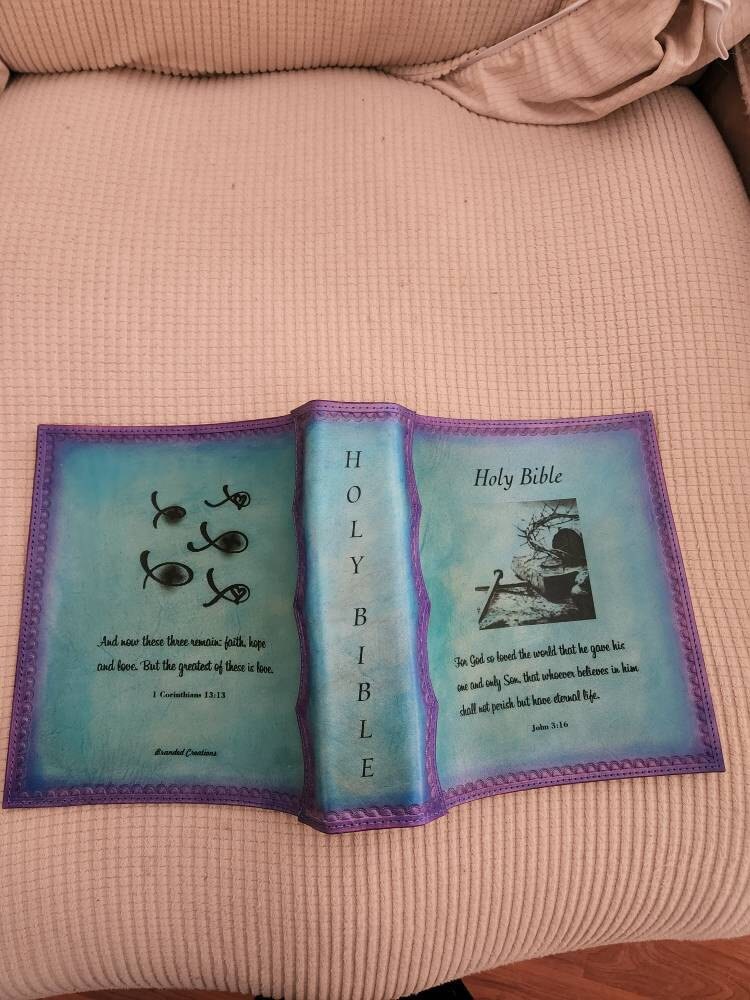 And now these three remain: faith, hope
and love. But the greatest of these is love.
1 Corinthians 13:13
Branded Creations
HOLY BIBLE
Holy Bible
For God so loved the world that he gave his
one and only Son, that whoever believes in him
shall not perish but have eternal life.
John 3:16